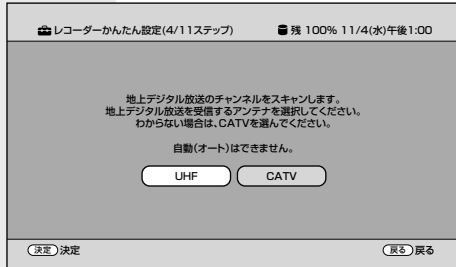 レコーダーかんたん設定(4/11ステップ)
残 100% 11/4(水)午後1:00
地上デジタル放送のチャンネルをスキャンします。
地上デジタル放送を受信するアンテナを選択してください。
わからない場合は、CATVを選んでください。
自動(オート)はできません。
UHF
CATV
決定 決定
戻る 戻る